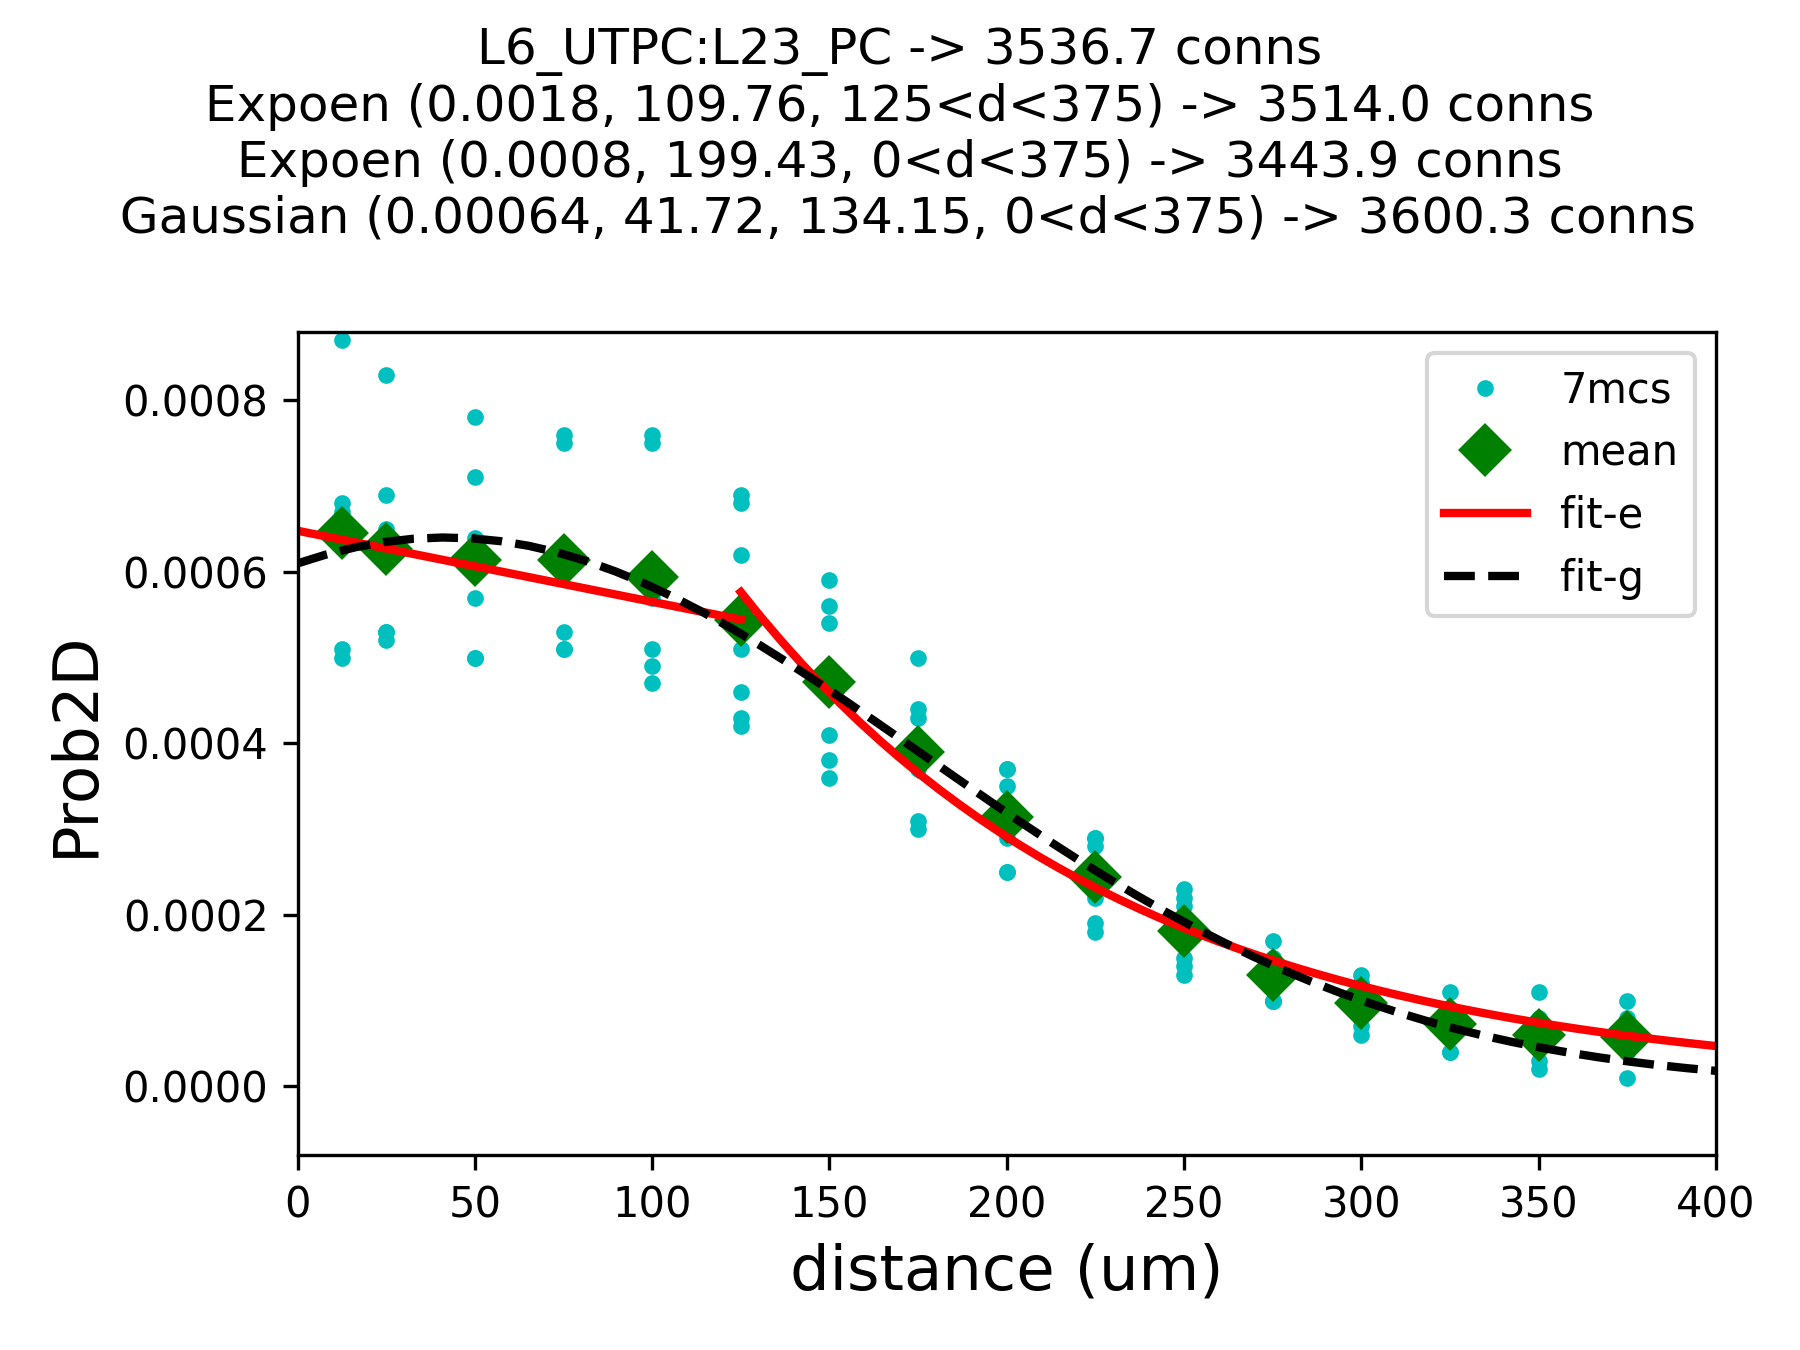 L6_UTPC:L23_PC -> 3536.7 conns
Expoen (0.0018, 109.76, 125<d<375) -> 3514.0 conns
Expoen (0.0008, 199.43, 0<d<375) -> 3443.9 conns
Gaussian (0.00064, 41.72, 134.15, 0<d<375) -> 3600.3 conns
7mcs
mean
fit-e
fit-g
Prob2D
0.0008
0.0006
0.0004
0.0002
0.0000
0 50 100 150 200 250 300 350 400
distance (um)